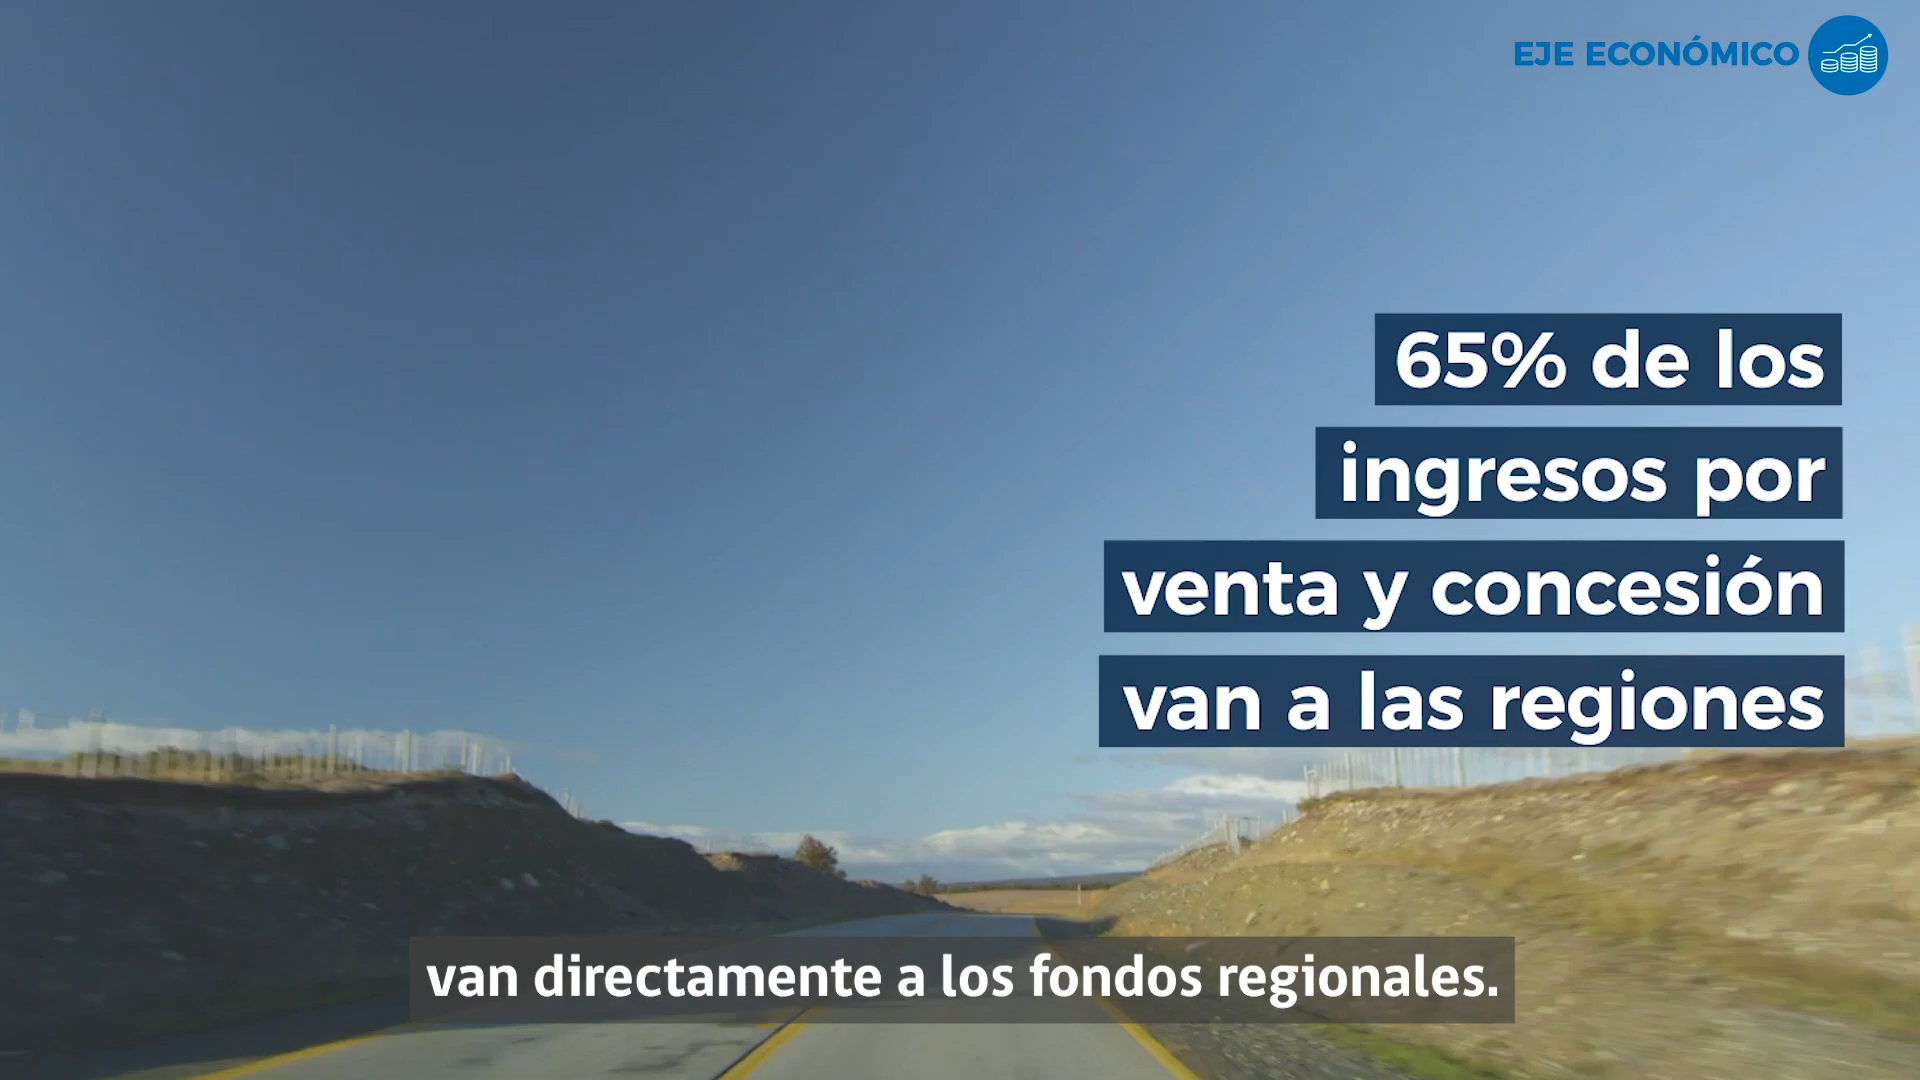 EJE ECONÓMICO
65% de los
ingresos por
venta y concesión
van a las regiones
van directamente a los fondos regionales.